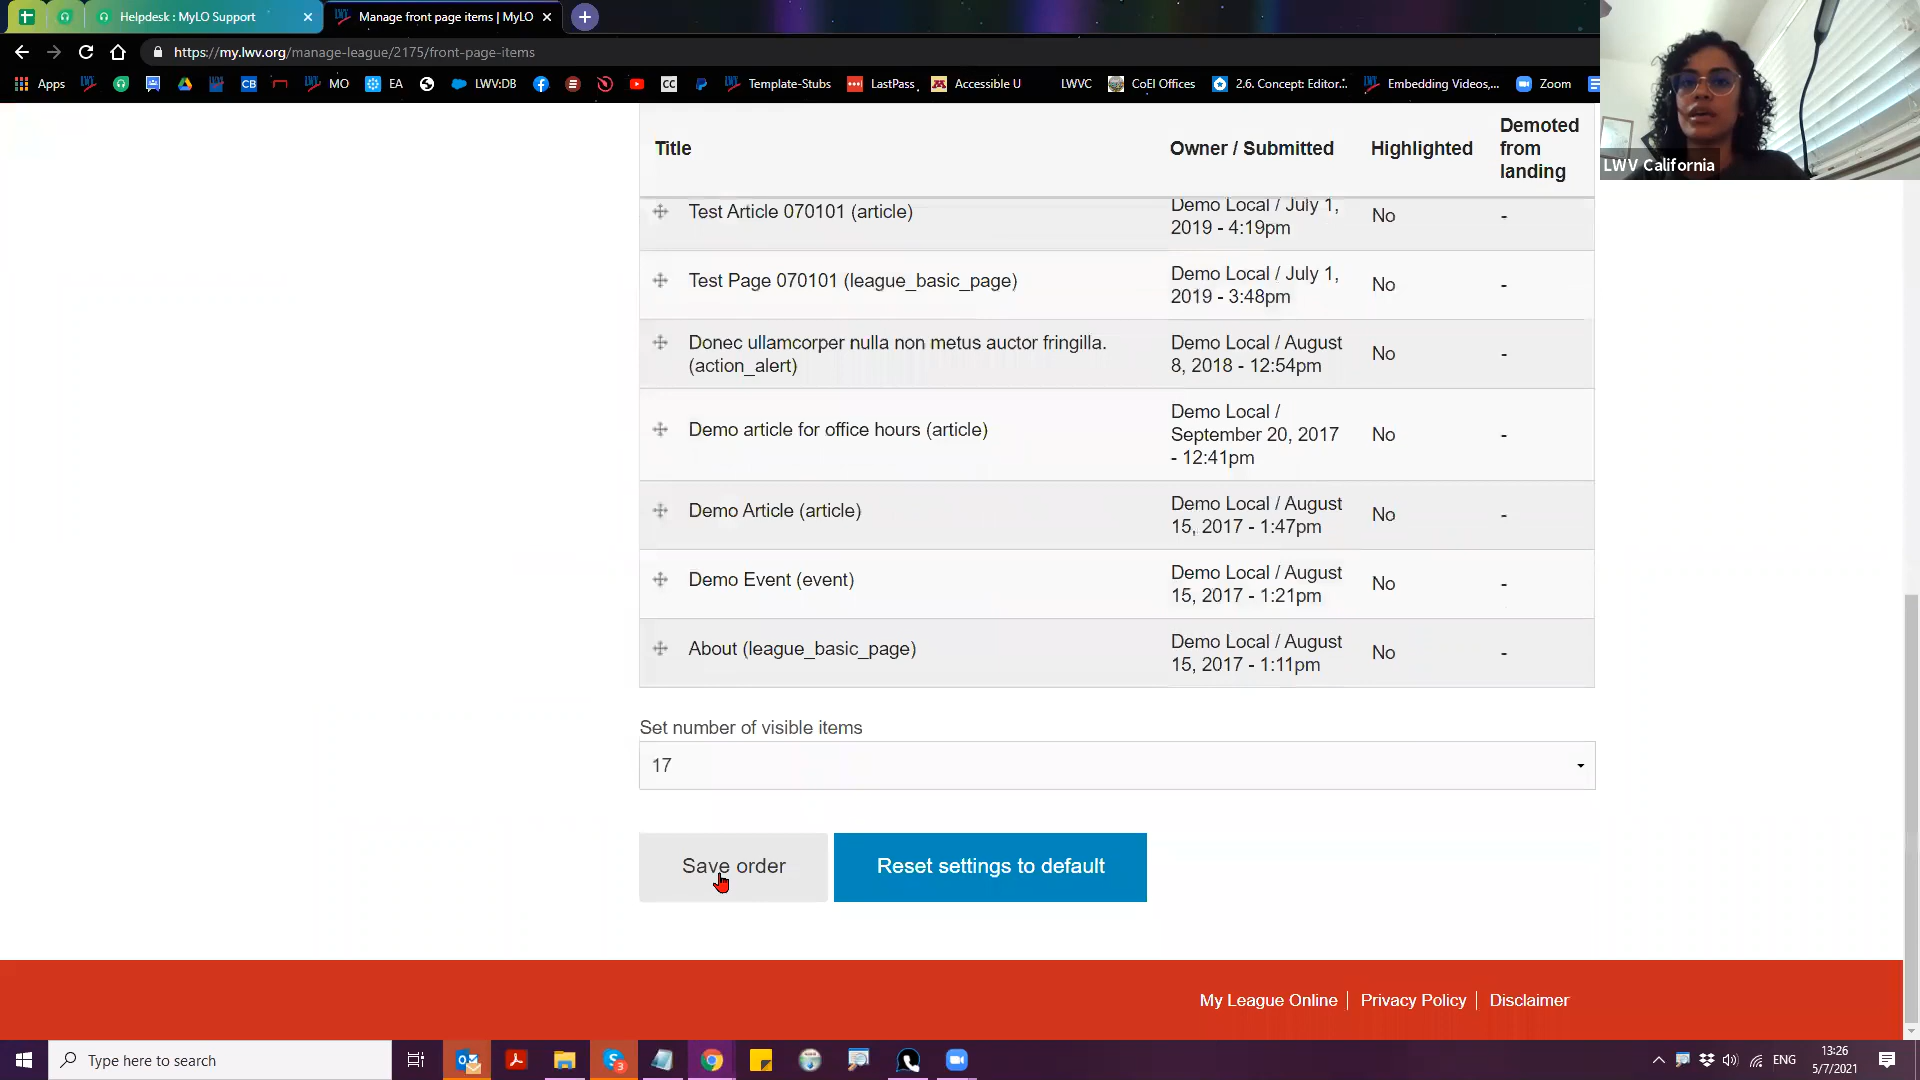 Helpdesk : MyLO Support
Manage front page items | MyLO
https://my.lwv.org/manage-league/2175/front-page-items
Apps
CB
MO
EA
LWV:DB
CC
Template-Stubs
LastPass
Accessible U
LWVC
CoEI Offices
2.6. Concept: Editor...
Embedding Videos,...
Zoom
LWV California
Title
Owner / Submitted
Highlighted
Demoted
from
landing
Test Article 070101 (article)
Demo Local / July 1,
2019 - 4:19pm
No
-
Test Page 070101 (league_basic_page)
Demo Local / July 1,
2019 - 3:48pm
No
-
Donec ullamcorper nulla non metus auctor fringilla.
(action_alert)
Demo Local / August
8, 2018 - 12:54pm
No
-
Demo article for office hours (article)
Demo Local /
September 20, 2017
- 12:41pm
No
-
Demo Article (article)
Demo Local / August
15, 2017 - 1:47pm
No
-
Demo Event (event)
Demo Local / August
15, 2017 - 1:21pm
No
-
About (league_basic_page)
Demo Local / August
15, 2017 - 1:11pm
No
-
Set number of visible items
17
Save order
Reset settings to default
My League Online
Privacy Policy
Disclaimer
Type here to search
3
ENG
13:26
5/7/2021